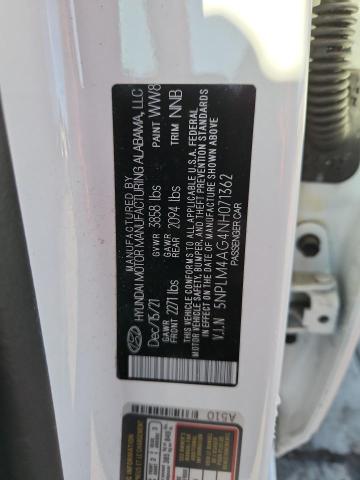 MANUFACTURED BY
HYUNDAI MOTOR MANUFACTURING ALABAMA, LLC
Dec/15/21 GVWR 3858 lbs PAINT WW8
GAWR FRONT 2271 lbs GAWR REAR 2094 lbs TRIM NNB
THIS VEHICLE CONFORMS TO ALL APPLICABLE U.S.A. FEDERAL
MOTOR VEHICLE SAFETY, BUMPER, AND THEFT PREVENTION STANDARDS
IN EFFECT ON THE DATE OF MANUFACTURE SHOWN ABOVE
V.I.N 5NPLM4AG4NH071362
PASSENGER CAR
A510
INFORMATION